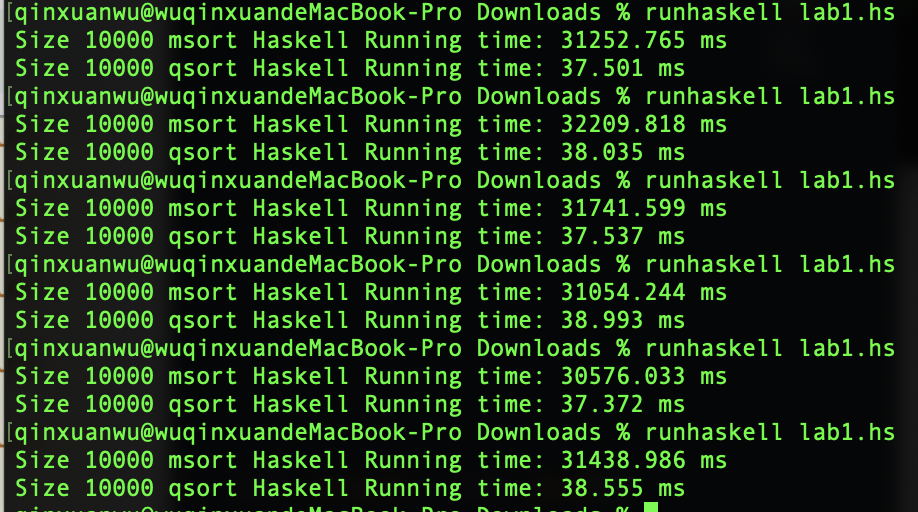 [qinxuanwu@wuqinxuandeMacBook-Pro Downloads % runhaskell lab1.hs
Size 10000 msort Haskell Running time: 31252.765 ms
Size 10000 qsort Haskell Running time: 37.501 ms
[qinxuanwu@wuqinxuandeMacBook-Pro Downloads % runhaskell lab1.hs
Size 10000 msort Haskell Running time: 32209.818 ms
Size 10000 qsort Haskell Running time: 38.035 ms
[qinxuanwu@wuqinxuandeMacBook-Pro Downloads % runhaskell lab1.hs
Size 10000 msort Haskell Running time: 31741.599 ms
Size 10000 qsort Haskell Running time: 37.537 ms
[qinxuanwu@wuqinxuandeMacBook-Pro Downloads % runhaskell lab1.hs
Size 10000 msort Haskell Running time: 31054.244 ms
Size 10000 qsort Haskell Running time: 38.993 ms
[qinxuanwu@wuqinxuandeMacBook-Pro Downloads % runhaskell lab1.hs
Size 10000 msort Haskell Running time: 30576.033 ms
Size 10000 qsort Haskell Running time: 37.372 ms
[qinxuanwu@wuqinxuandeMacBook-Pro Downloads % runhaskell lab1.hs
Size 10000 msort Haskell Running time: 31438.986 ms
Size 10000 qsort Haskell Running time: 38.555 ms
qinxuanwu@wuqinxuandeMacBook-Pro Downloads %